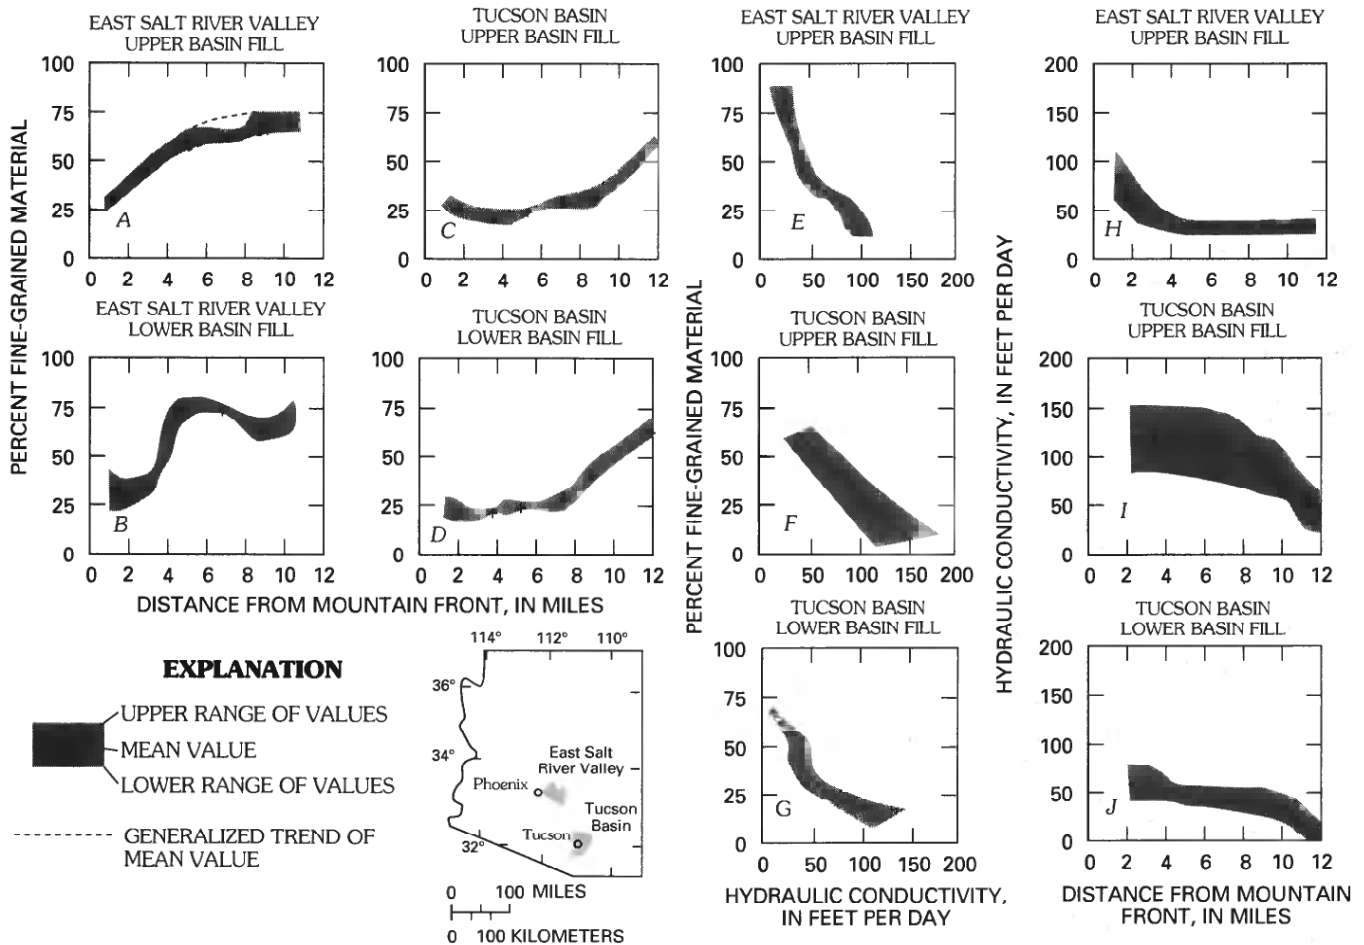 EAST SALT RIVER VALLEY
UPPER BASIN FILL
100
75
50
25
0
A
0 2 4 6 8 10 12
TUCSON BASIN
UPPER BASIN FILL
100
75
50
25
0
C
0 2 4 6 8 10 12
EAST SALT RIVER VALLEY
UPPER BASIN FILL
100
75
50
25
0
E
0 50 100 150 200
EAST SALT RIVER VALLEY
UPPER BASIN FILL
200
150
100
50
0
H
0 2 4 6 8 10 12
PERCENT FINE-GRAINED MATERIAL
EAST SALT RIVER VALLEY
LOWER BASIN FILL
100
75
50
25
0
B
0 2 4 6 8 10 12
TUCSON BASIN
LOWER BASIN FILL
100
75
50
25
0
D
0 2 4 6 8 10 12
DISTANCE FROM MOUNTAIN FRONT, IN MILES
PERCENT FINE-GRAINED MATERIAL
TUCSON BASIN
UPPER BASIN FILL
100
75
50
25
0
F
0 50 100 150 200
HYDRAULIC CONDUCTIVITY, IN FEET PER DAY
TUCSON BASIN
UPPER BASIN FILL
200
150
100
50
0
I
0 2 4 6 8 10 12
EXPLANATION
UPPER RANGE OF VALUES
MEAN VALUE
LOWER RANGE OF VALUES
GENERALIZED TREND OF
MEAN VALUE
114° 112° 110°
36°
34°
32°
East Salt
River Valley
Phoenix
Tucson
Basin
Tucson
0 100 MILES
0 100 KILOMETERS
TUCSON BASIN
LOWER BASIN FILL
100
75
50
25
0
G
0 50 100 150 200
HYDRAULIC CONDUCTIVITY,
IN FEET PER DAY
TUCSON BASIN
LOWER BASIN FILL
200
150
100
50
0
J
0 2 4 6 8 10 12
DISTANCE FROM MOUNTAIN
FRONT, IN MILES